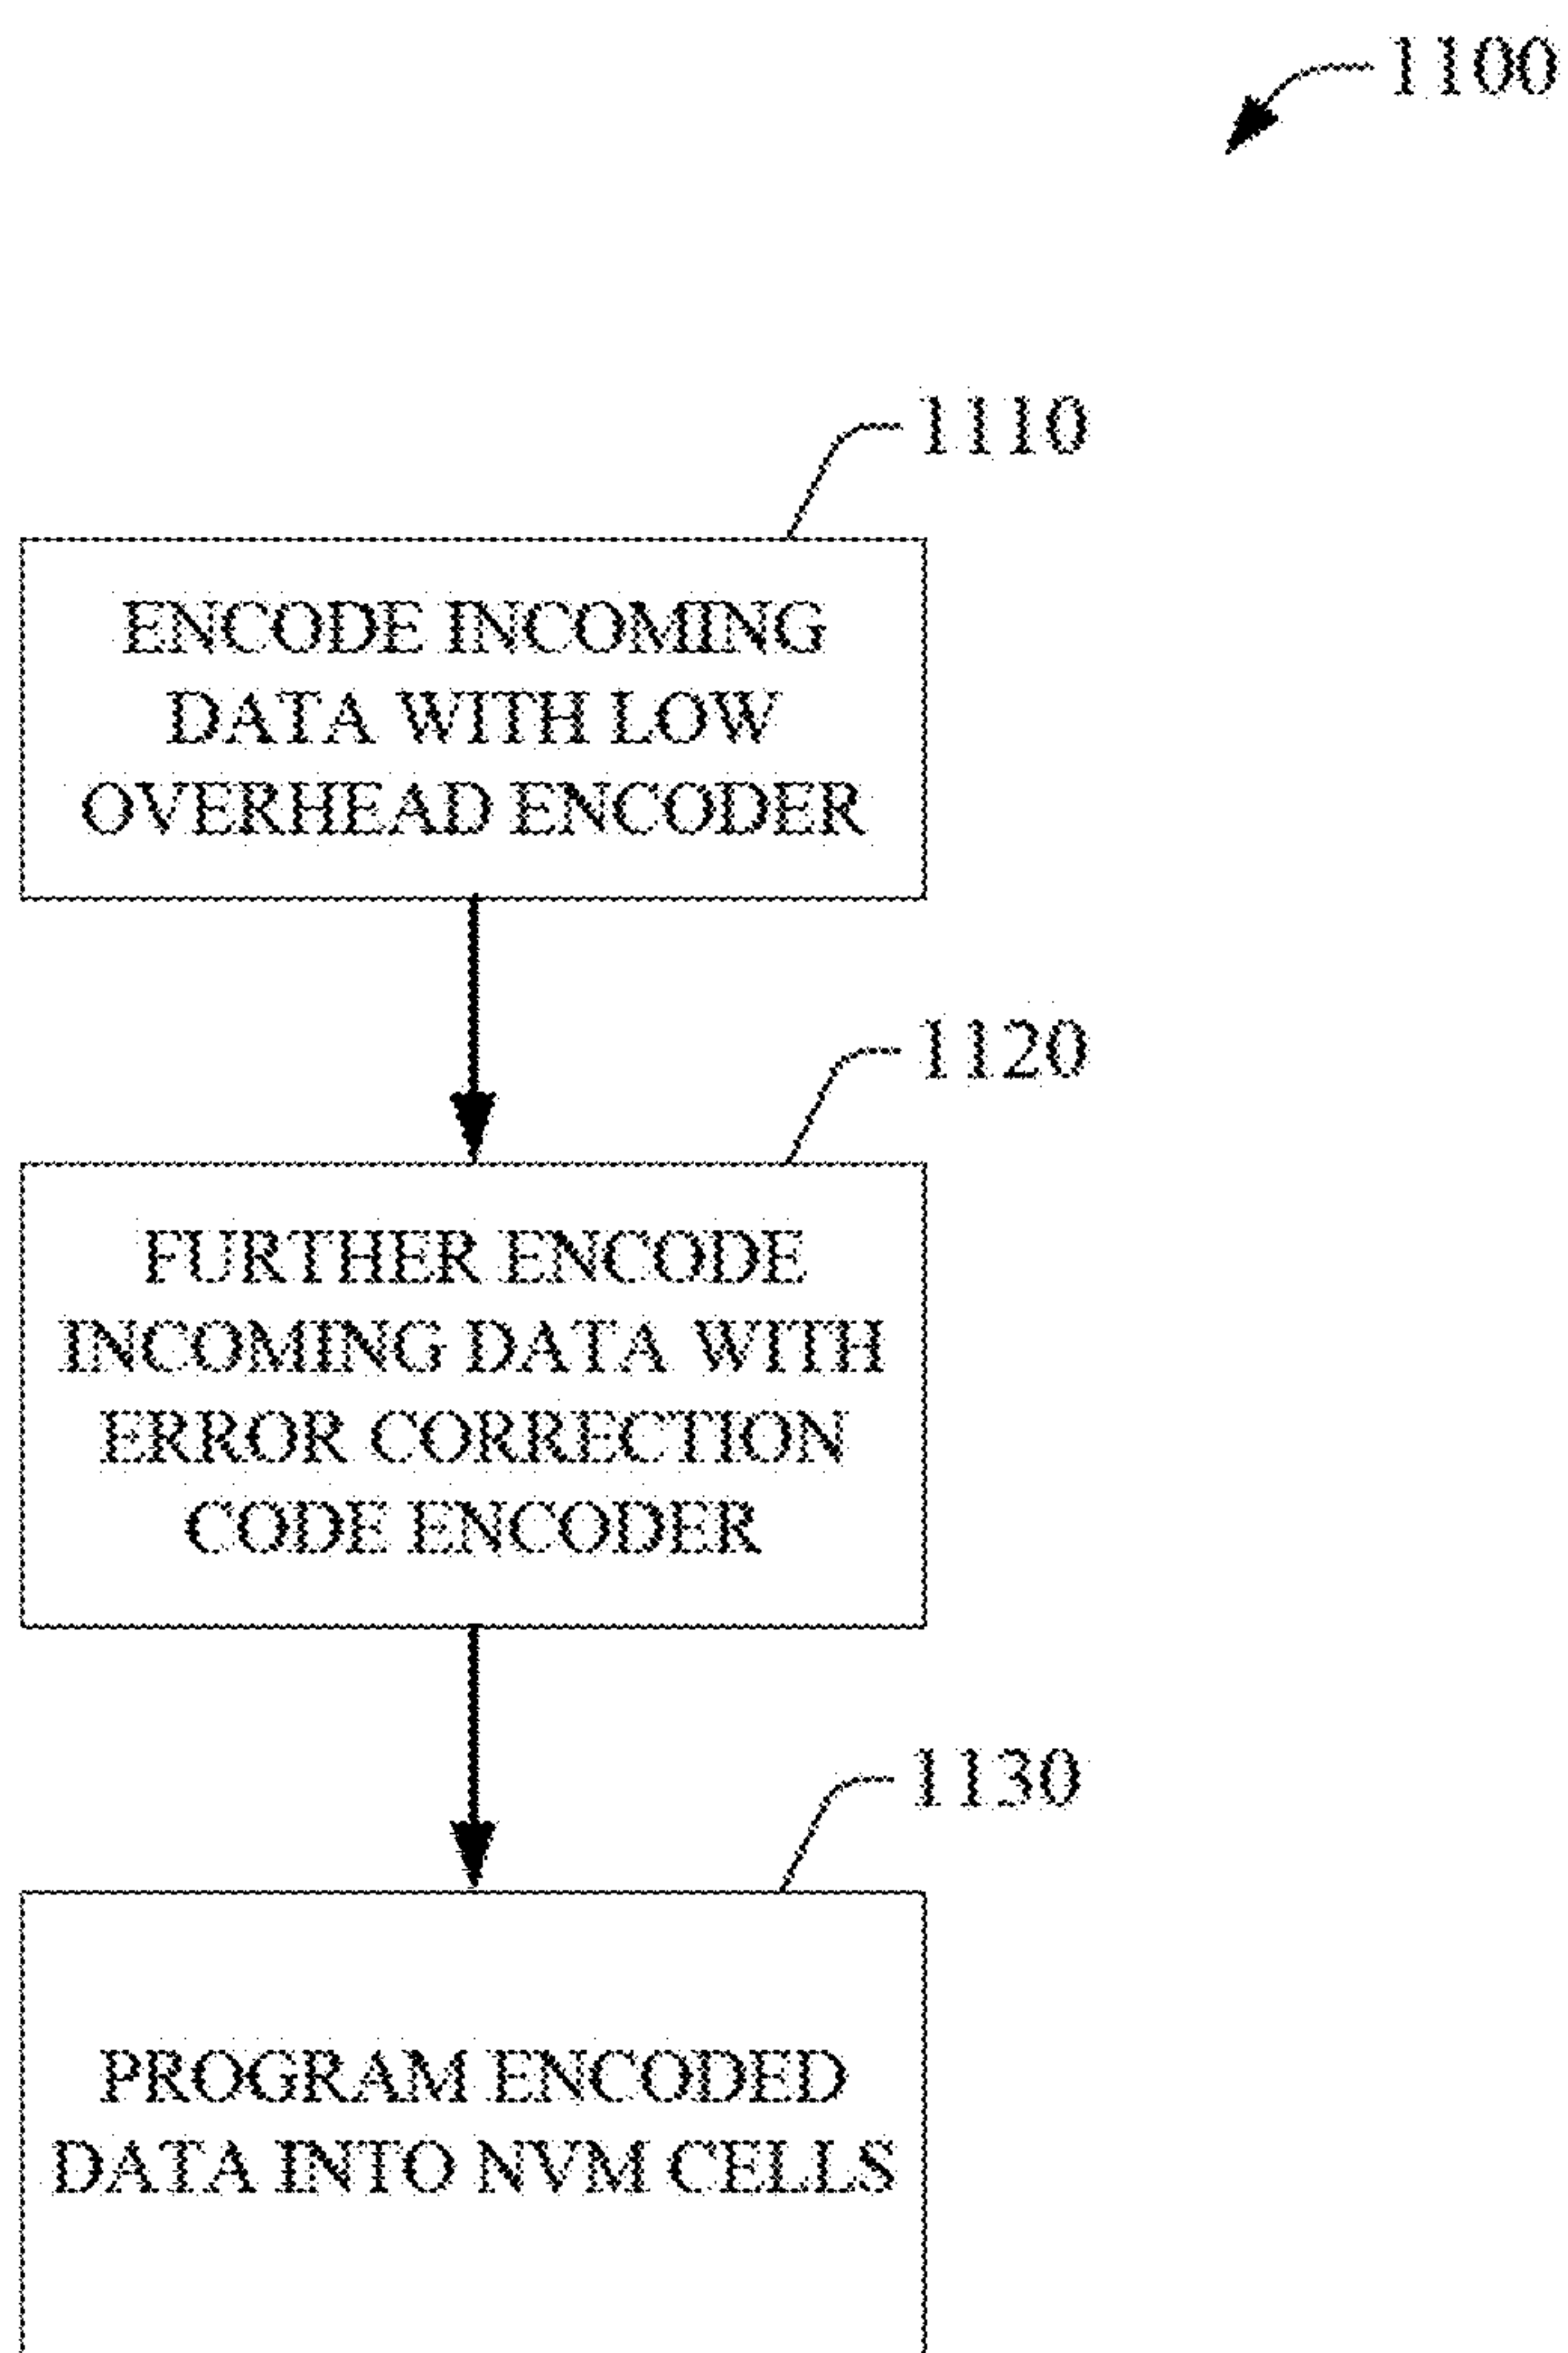 1100
1110
ENCODE INCOMING
DATA WITH LOW
OVERHEAD ENCODER
1120
FURTHER ENCODE
INCOMING DATA WITH
ERROR CORRECTION
CODE ENCODER
1130
PROGRAM ENCODED
DATA INTO NVM CELLS